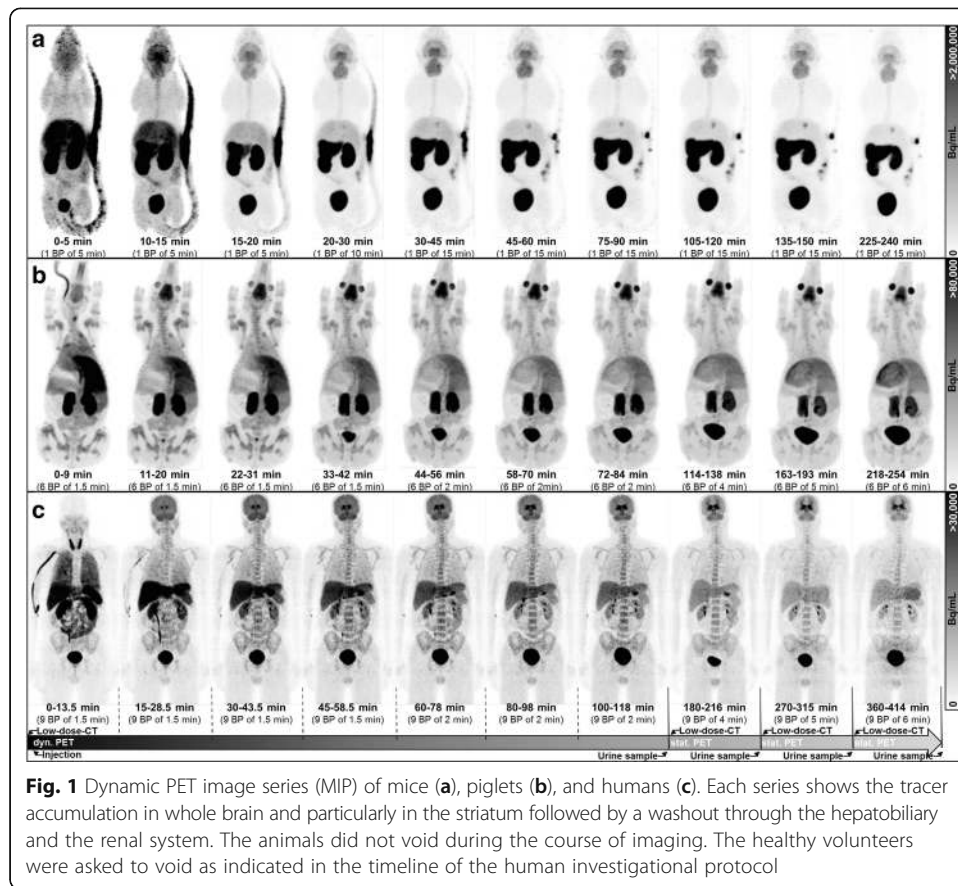 a
>2,000,000
Bq/mL
0
0-5 min 10-15 min 15-20 min 20-30 min 30-45 min 45-60 min 75-90 min 105-120 min 135-150 min 225-240 min
(1 BP of 5 min) (1 BP of 5 min) (1 BP of 5 min) (1 BP of 10 min) (1 BP of 15 min) (1 BP of 15 min) (1 BP of 15 min) (1 BP of 15 min) (1 BP of 15 min) (1 BP of 15 min)
b
>80,000
Bq/mL
0
0-9 min 11-20 min 22-31 min 33-42 min 44-56 min 58-70 min 72-84 min 114-138 min 163-193 min 218-254 min
(6 BP of 1.5 min) (6 BP of 1.5 min) (6 BP of 1.5 min) (6 BP of 1.5 min) (6 BP of 2 min) (6 BP of 2min) (6 BP of 2 min) (6 BP of 4 min) (6 BP of 5 min) (6 BP of 6 min)
c
>30,000
Bq/mL
0
0-13.5 min 15-28.5 min 30-43.5 min 45-58.5 min 60-78 min 80-98 min 100-118 min 180-216 min 270-315 min 360-414 min
(9 BP of 1.5 min) (9 BP of 1.5 min) (9 BP of 1.5 min) (9 BP of 1.5 min) (9 BP of 2 min) (9 BP of 2 min) (9 BP of 2 min) (9 BP of 4 min) (9 BP of 5 min) (9 BP of 6 min)
Low-dose-CT Low-dose-CT Low-dose-CT Low-dose-CT
dyn. PET stat. PET stat. PET stat. PET
Injection Urine sample Urine sample Urine sample
Fig. 1 Dynamic PET image series (MIP) of mice (a), piglets (b), and humans (c). Each series shows the tracer
accumulation in whole brain and particularly in the striatum followed by a washout through the hepatobiliary
and the renal system. The animals did not void during the course of imaging. The healthy volunteers
were asked to void as indicated in the timeline of the human investigational protocol